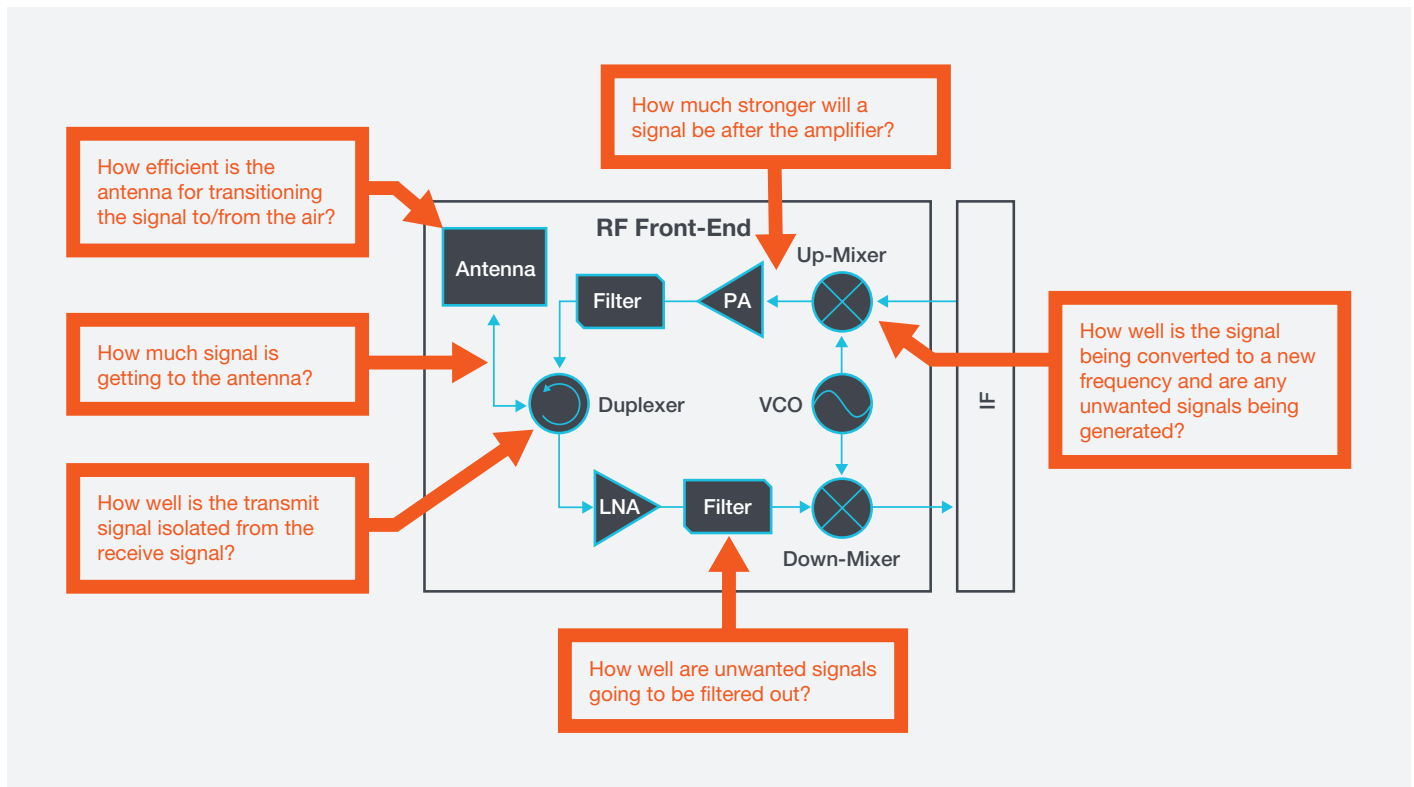 How much stronger will a
signal be after the amplifier?
How efficient is the
antenna for transitioning
the signal to/from the air?
RF Front-End
Antenna
Filter
PA
Up-Mixer
How much signal is
getting to the antenna?
Duplexer
VCO
IF
How well is the signal
being converted to a new
frequency and are any
unwanted signals being
generated?
How well is the transmit
signal isolated from the
receive signal?
LNA
Filter
Down-Mixer
How well are unwanted signals
going to be filtered out?